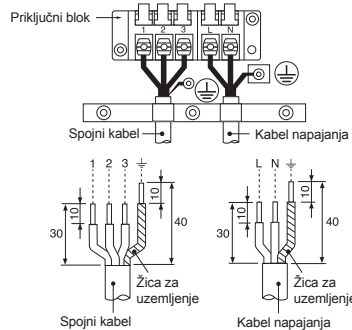 Priključni blok
1 2 3 L N
Spojni kabel
Kabel napajanja
1 2 3
L N
10
10
30
40
10
10
30
40
Žica za
uzemljenje
Žica za
uzemljenje
Spojni kabel
Kabel napajanja